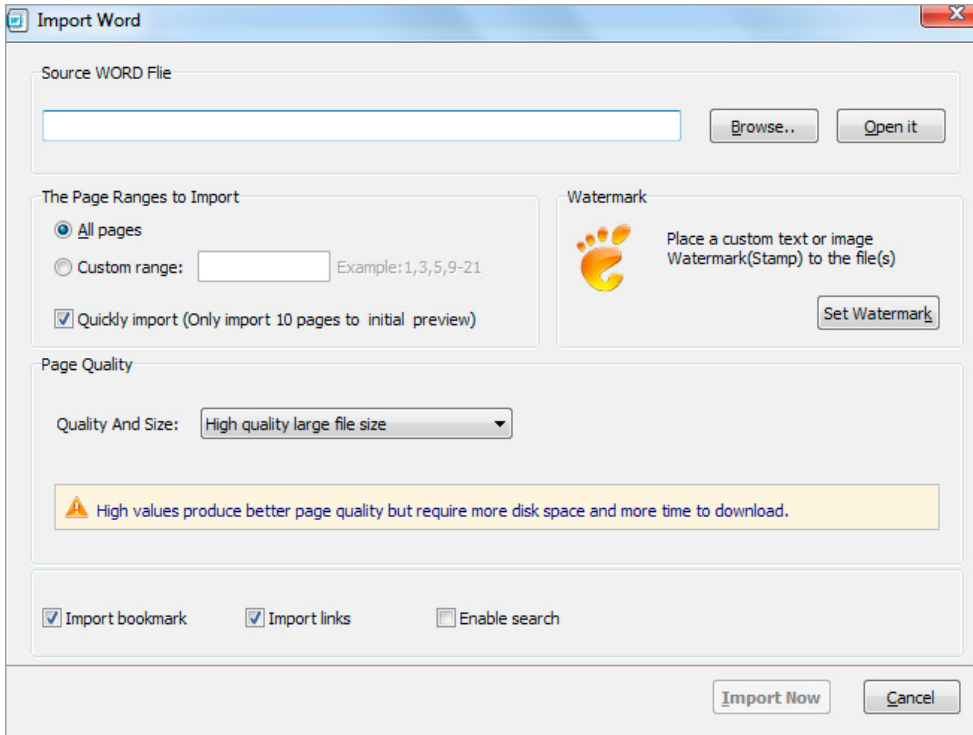 Import Word
Source WORD Flie
Browse..
Open it
The Page Ranges to Import
All pages
Custom range:
Example:1,3,5,9-21
Quickly import (Only import 10 pages to initial preview)
Watermark
Place a custom text or image
Watermark(Stamp) to the file(s)
Set Watermark
Page Quality
Quality And Size:
High quality large file size
High values produce better page quality but require more disk space and more time to download.
Import bookmark
Import links
Enable search
Import Now
Cancel